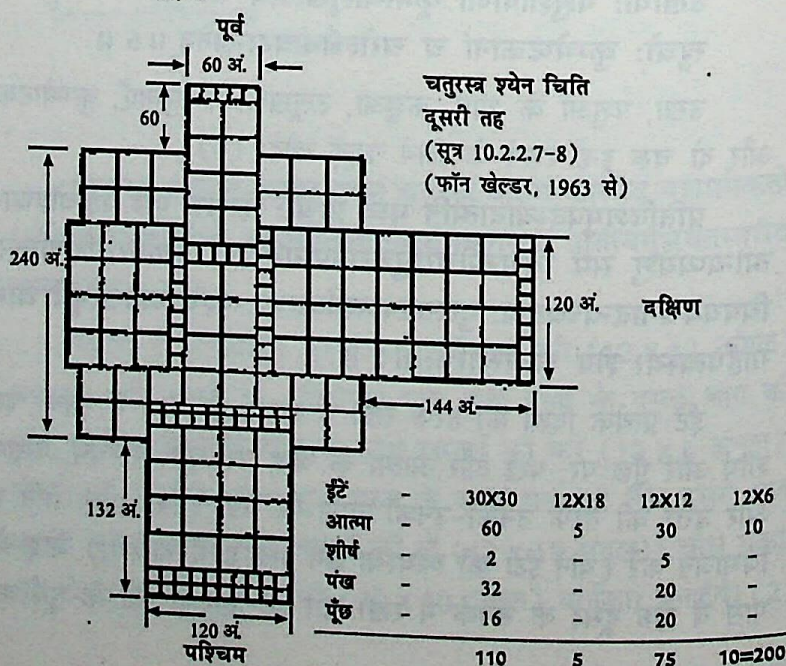 पूर्व
60 अं.
60
चतुरस्त्र श्येन चिति
दूसरी तह
(सूत्र 10.2.2.7-8)
(फॉन खेल्डर, 1963 से)
240 अं.
120 अं.
दक्षिण
144 अं.
132 अं.
120 अं.
पश्चिम
ईंटें - 30X30 12X18 12X12 12X6
आत्मा - 60 5 30 10
शीर्ष - 2 - 5 -
पंख - 32 - 20 -
पूँछ - 16 - 20 -
110 5 75 10=200